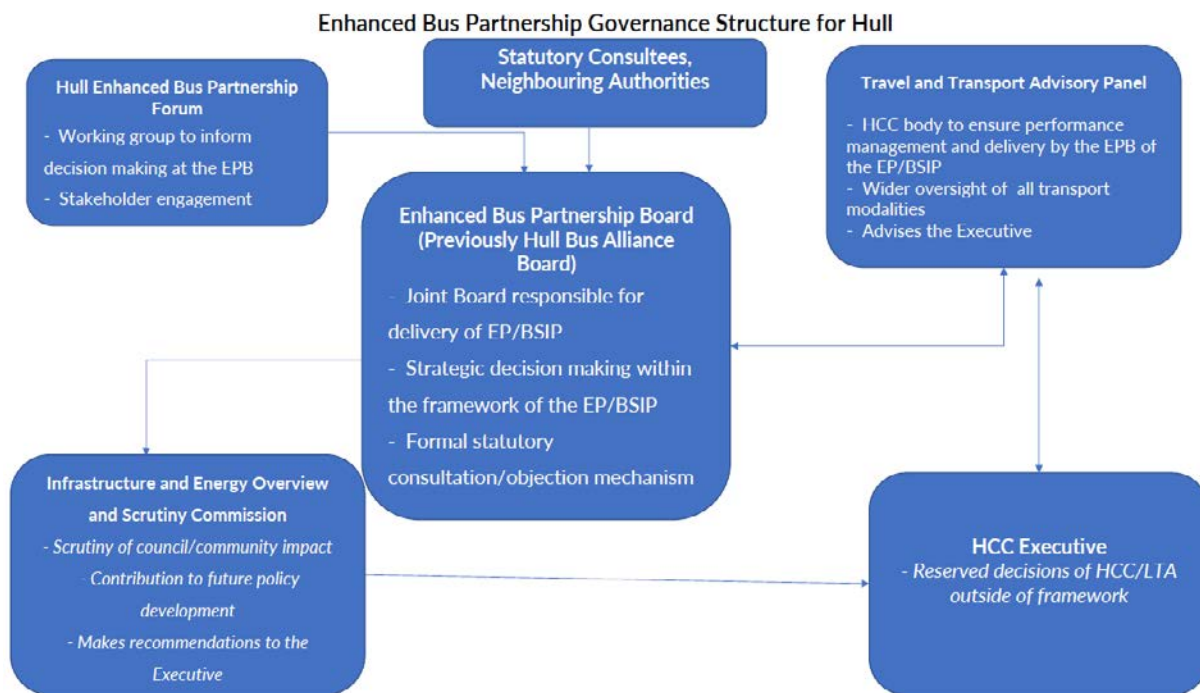 Enhanced Bus Partnership Governance Structure for Hull
Statutory Consultees,
Neighbouring Authorities
Hull Enhanced Bus Partnership
Forum
- Working group to inform
decision making at the EPB
- Stakeholder engagement
Travel and Transport Advisory Panel
- HCC body to ensure performance
management and delivery by the EPB of
the EP/BSIP
- Wider oversight of all transport
modalities
- Advises the Executive
Enhanced Bus Partnership Board
(Previously Hull Bus Alliance
Board)
- Joint Board responsible for
delivery of EP/BSIP
- Strategic decision making within
the framework of the EP/BSIP
- Formal statutory
consultation/objection mechanism
Infrastructure and Energy Overview
and Scrutiny Commission
- Scrutiny of council/community impact
- Contribution to future policy
development
- Makes recommendations to the
Executive
HCC Executive
- Reserved decisions of HCC/LTA
outside of framework